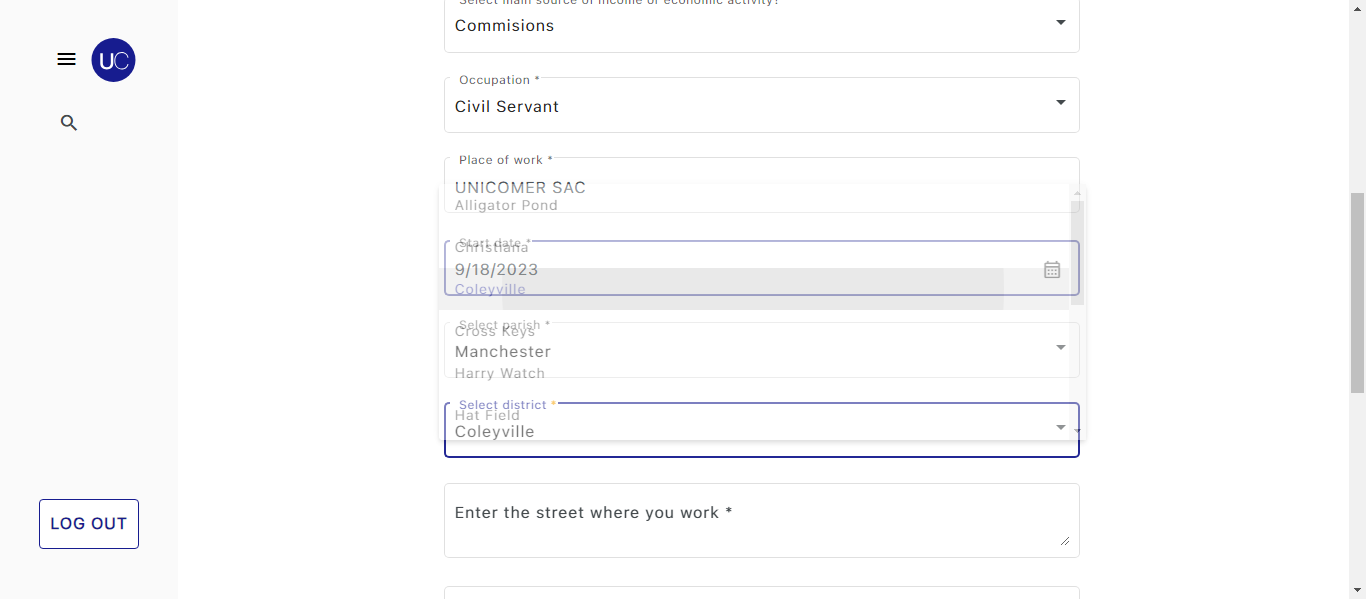 Select main source of income or economic activity?
Commisions
UC
Occupation *
Civil Servant
Place of work *
UNICOMER SAC
Alligator Pond
Start date *
Christiana
9/18/2023
Coleyville
Select parish *
Cross Keys
Manchester
Harry Watch
Select district *
Hat Field
Coleyville
LOG OUT
Enter the street where you work *